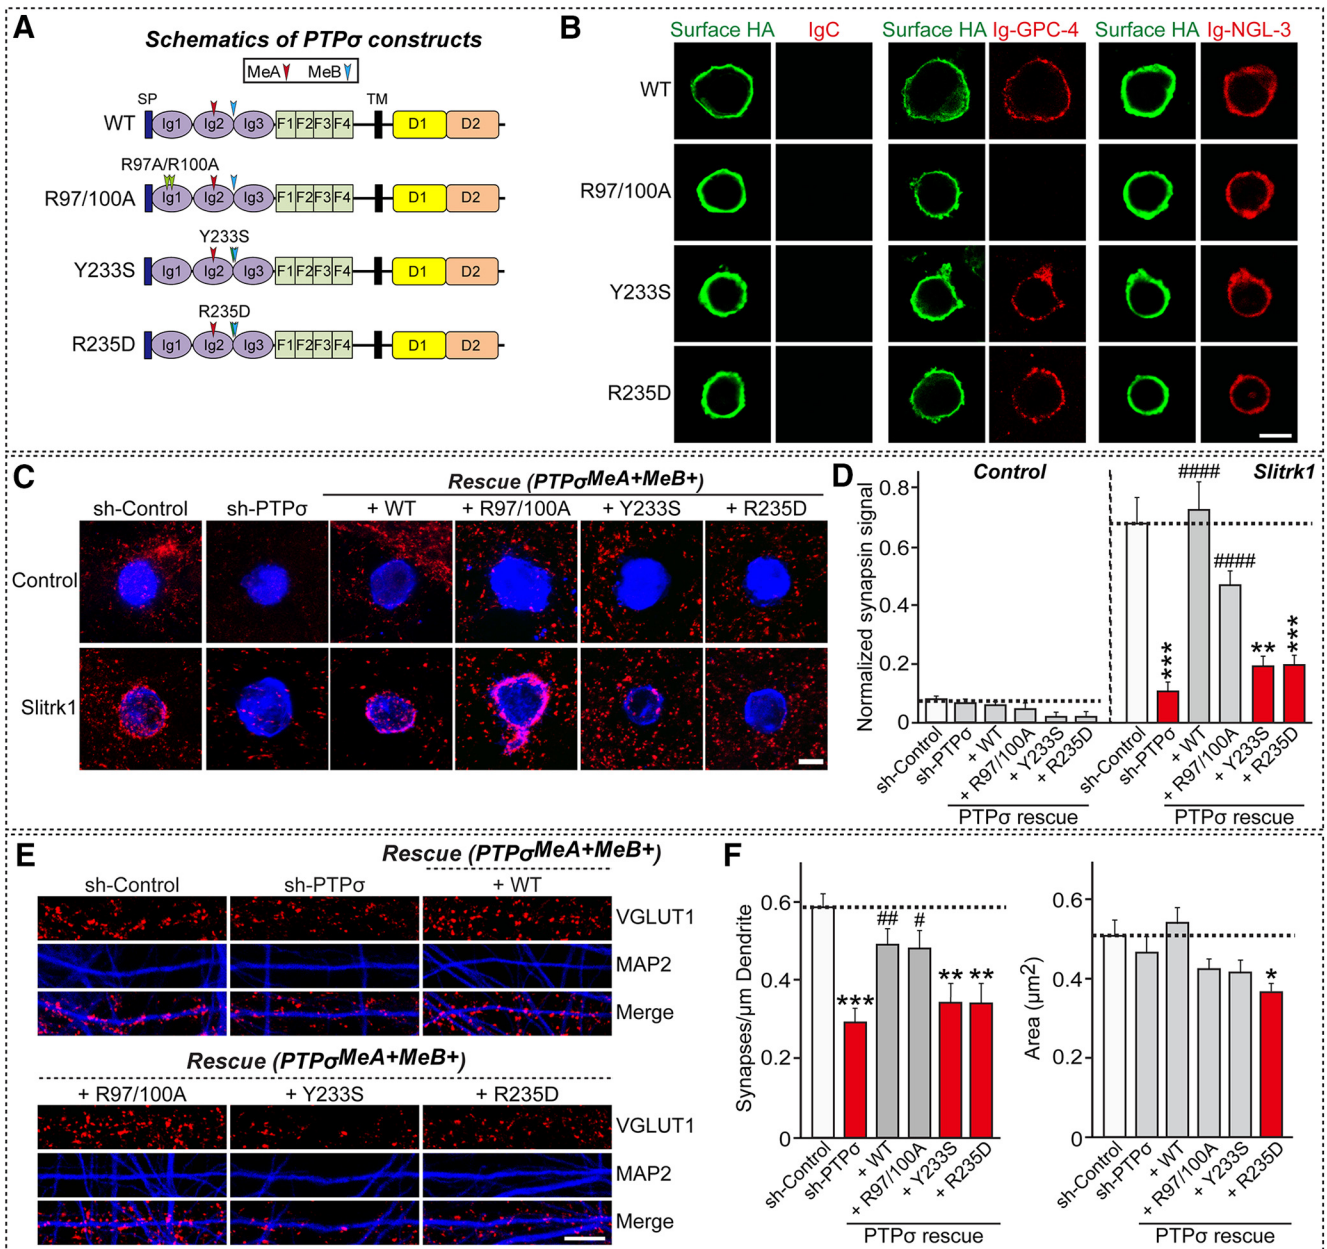 A
Schematics of PTPσ constructs
MeA MeB
SP TM
WT Ig1 Ig2 Ig3 F1 F2 F3 F4 D1 D2
R97A/R100A
R97/100A Ig1 Ig2 Ig3 F1 F2 F3 F4 D1 D2
Y233S
Y233S Ig1 Ig2 Ig3 F1 F2 F3 F4 D1 D2
R235D
R235D Ig1 Ig2 Ig3 F1 F2 F3 F4 D1 D2
B
Surface HA IgC Surface HA Ig-GPC-4 Surface HA Ig-NGL-3
WT
R97/100A
Y233S
R235D
C
Rescue (PTPσMeA+MeB+)
sh-Control sh-PTPσ + WT + R97/100A + Y233S + R235D
Control
Slitrk1
D
Control Slitrk1
Normalized synapsin signal
0.8
0.6
0.4
0.2
0
####
####
***
**
***
sh-Control sh-PTPσ + WT + R97/100A + Y233S + R235D
PTPσ rescue
sh-Control sh-PTPσ + WT + R97/100A + Y233S + R235D
PTPσ rescue
E
Rescue (PTPσMeA+MeB+)
sh-Control sh-PTPσ + WT
VGLUT1
MAP2
Merge
Rescue (PTPσMeA+MeB+)
+ R97/100A + Y233S + R235D
VGLUT1
MAP2
Merge
F
Synapses/μm Dendrite
0.6
0.4
0.2
0
***
##
#
**
**
sh-Control sh-PTPσ + WT + R97/100A + Y233S + R235D
PTPσ rescue
Area (μm2)
0.6
0.4
0.2
0
*
sh-Control sh-PTPσ + WT + R97/100A + Y233S + R235D
PTPσ rescue